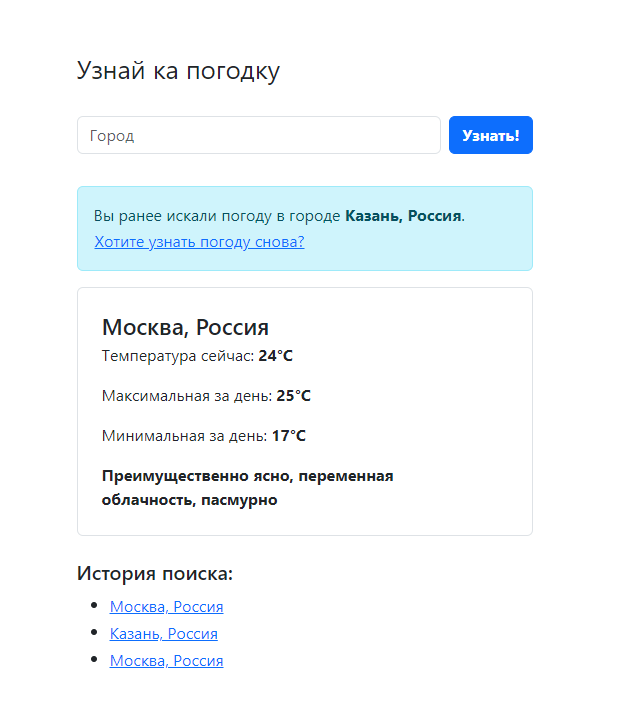 Узнай ка погодку
Город
Узнать!
Вы ранее искали погоду в городе Казань, Россия.
Хотите узнать погоду снова?
Москва, Россия
Температура сейчас: 24°C
Максимальная за день: 25°C
Минимальная за день: 17°C
Преимущественно ясно, переменная
облачность, пасмурно
История поиска:
Москва, Россия
Казань, Россия
Москва, Россия